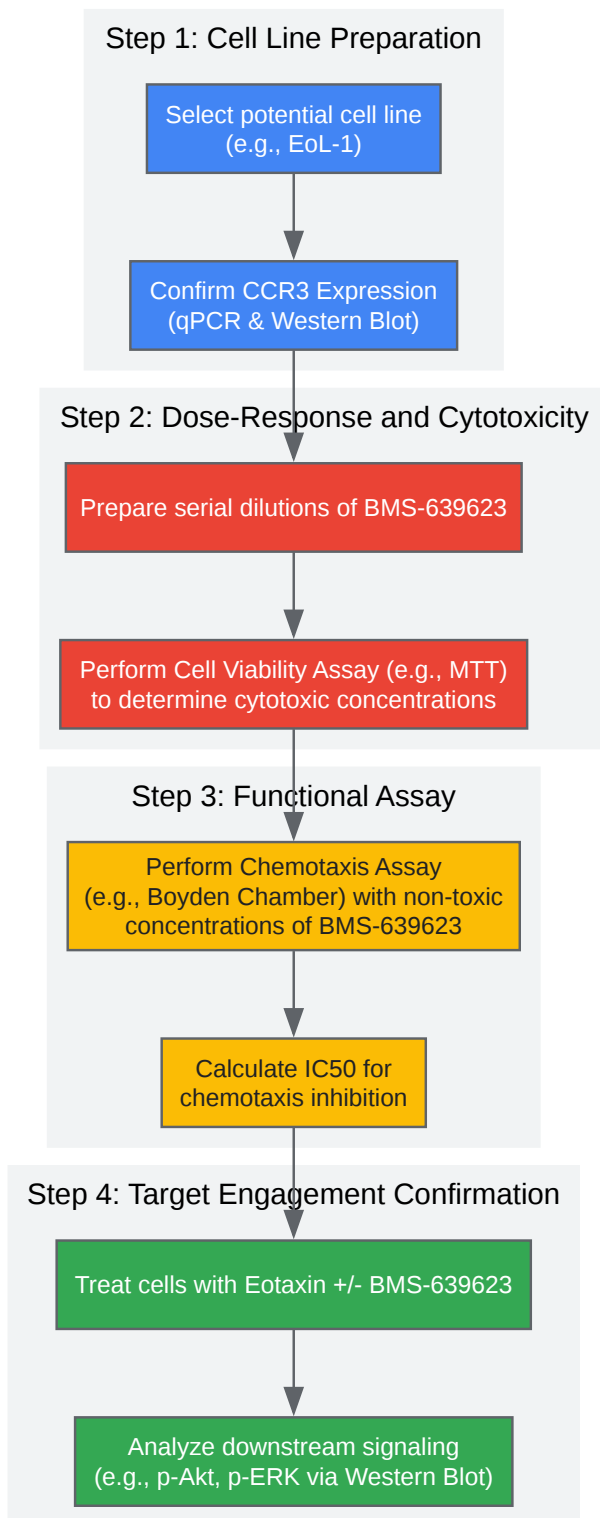 Step 1: Cell Line Preparation
Select potential cell line
(e.g., EoL-1)
Confirm CCR3 Expression
(qPCR & Western Blot)
Step 2: Dose-Response and Cytotoxicity
Prepare serial dilutions of BMS-639623
Perform Cell Viability Assay (e.g., MTT)
to determine cytotoxic concentrations
Step 3: Functional Assay
Perform Chemotaxis Assay
(e.g., Boyden Chamber) with non-toxic
concentrations of BMS-639623
Calculate IC50 for
chemotaxis inhibition
Step 4: Target Engagement Confirmation
Treat cells with Eotaxin +/- BMS-639623
Analyze downstream signaling
(e.g., p-Akt, p-ERK via Western Blot)